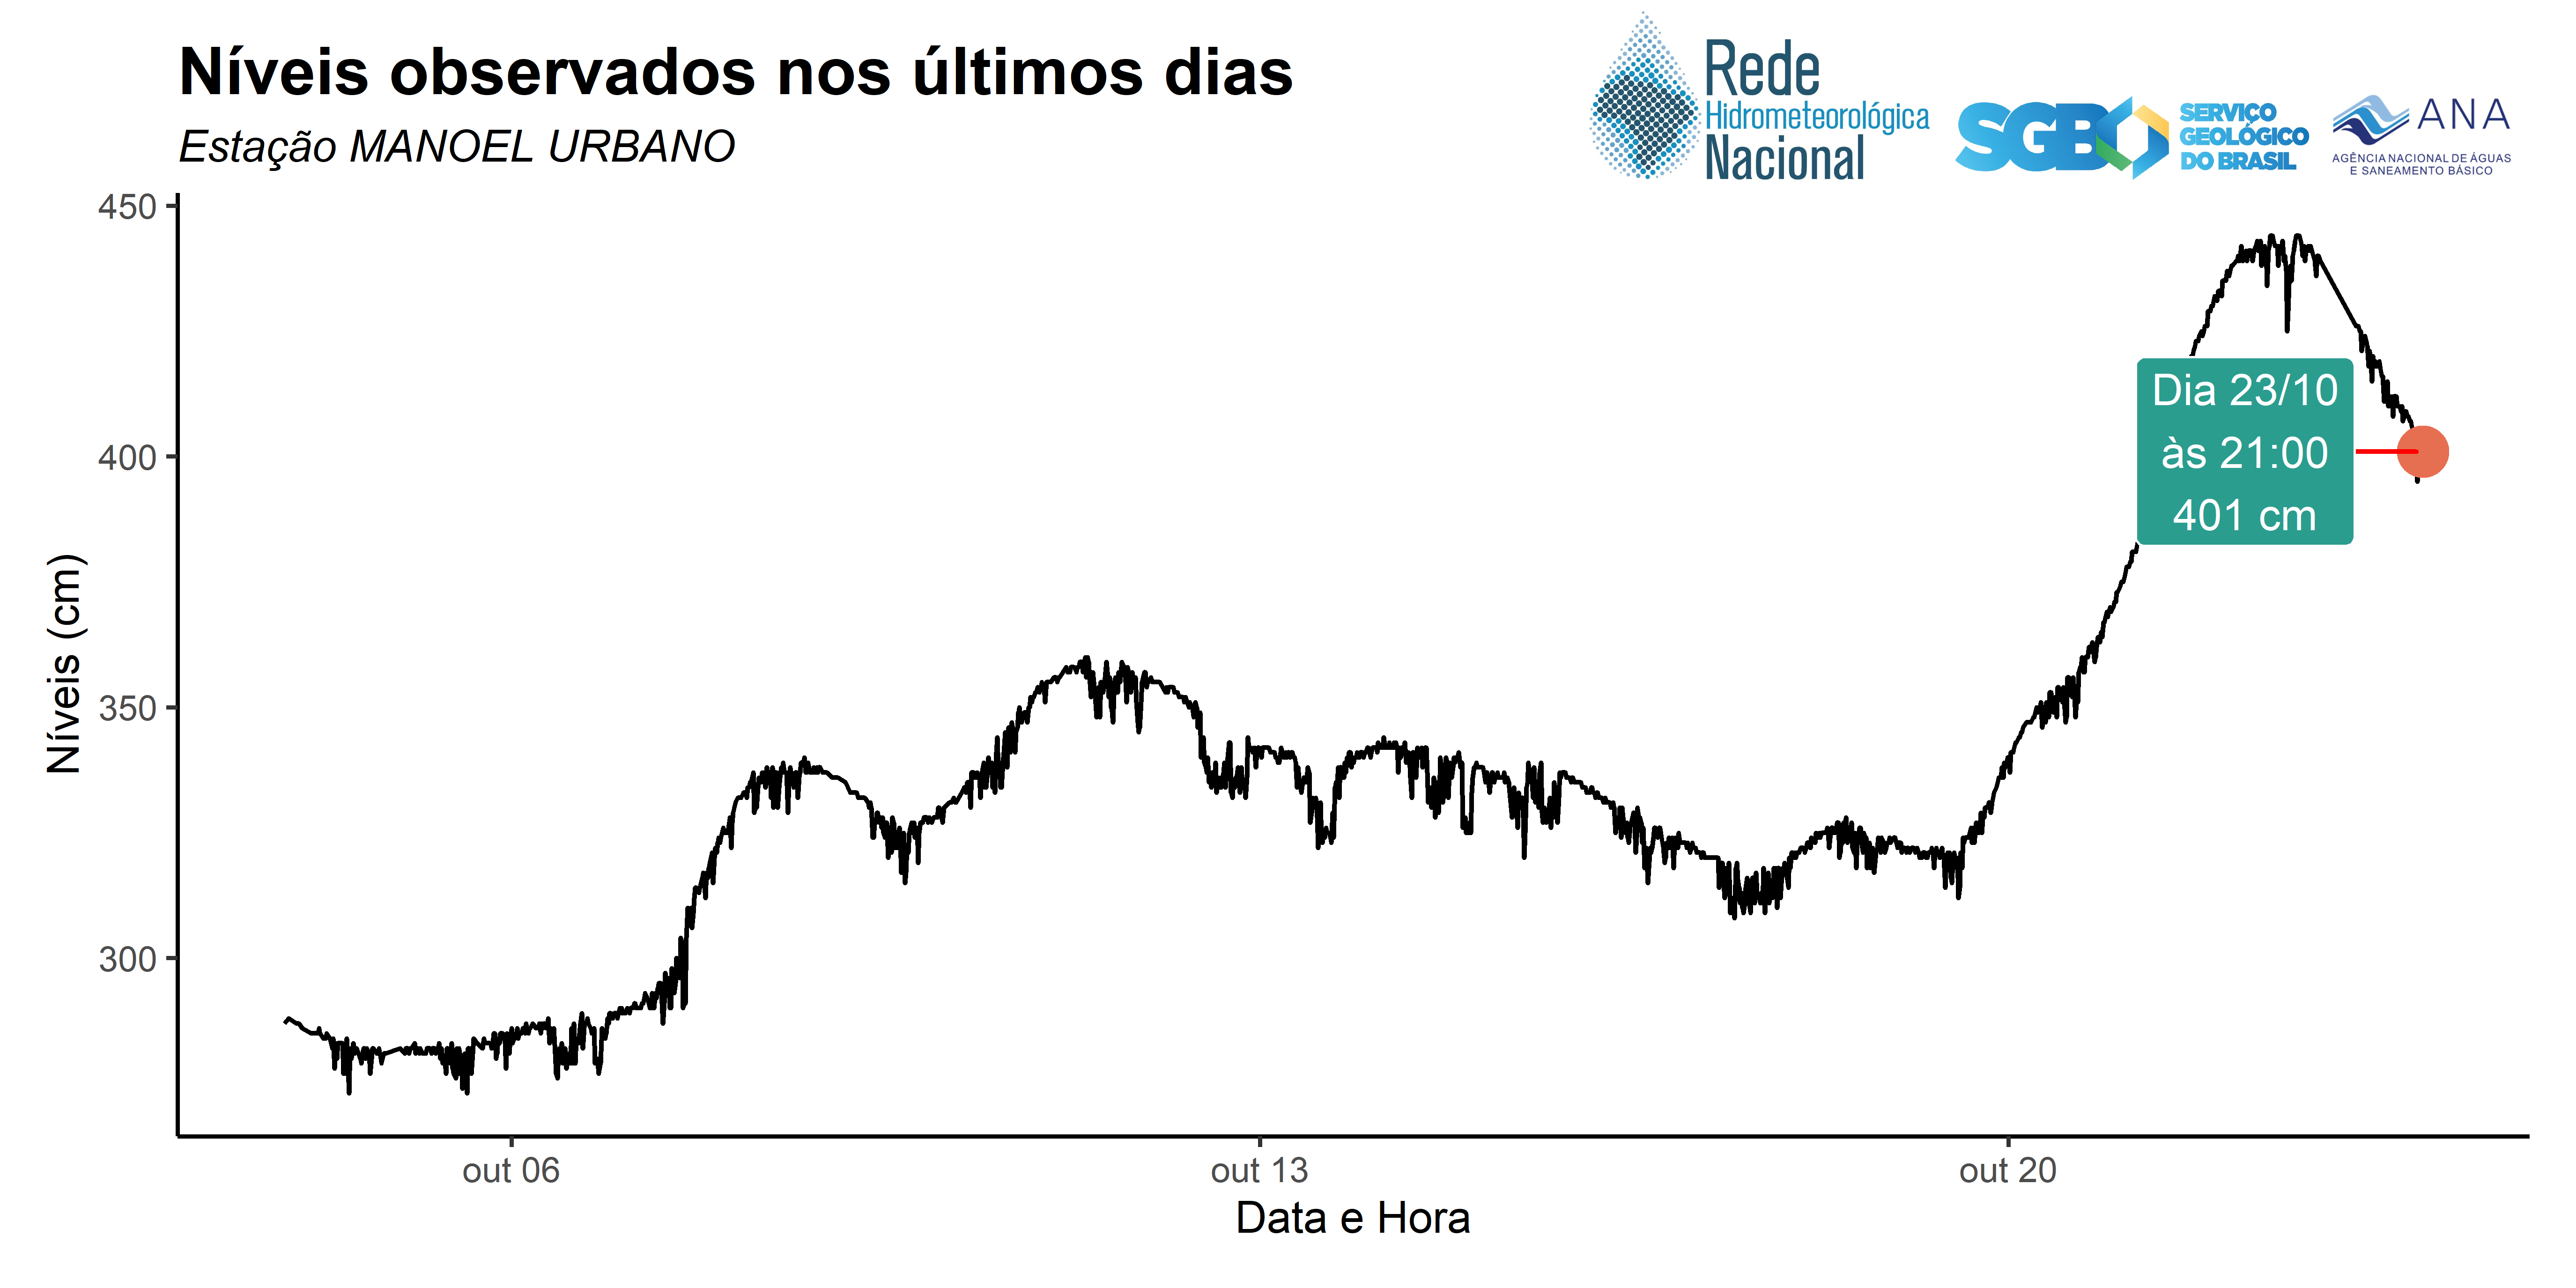 Níveis observados nos últimos dias
Estação MANOEL URBANO
Rede
Hidrometeorológica
Nacional
SGB
SERVIÇO
GEOLÓGICO
DO BRASIL
ANA
AGÊNCIA NACIONAL DE ÁGUAS
E SANEAMENTO BÁSICO
Níveis (cm)
450
400
350
300
Dia 23/10
às 21:00
401 cm
out 06
out 13
out 20
Data e Hora